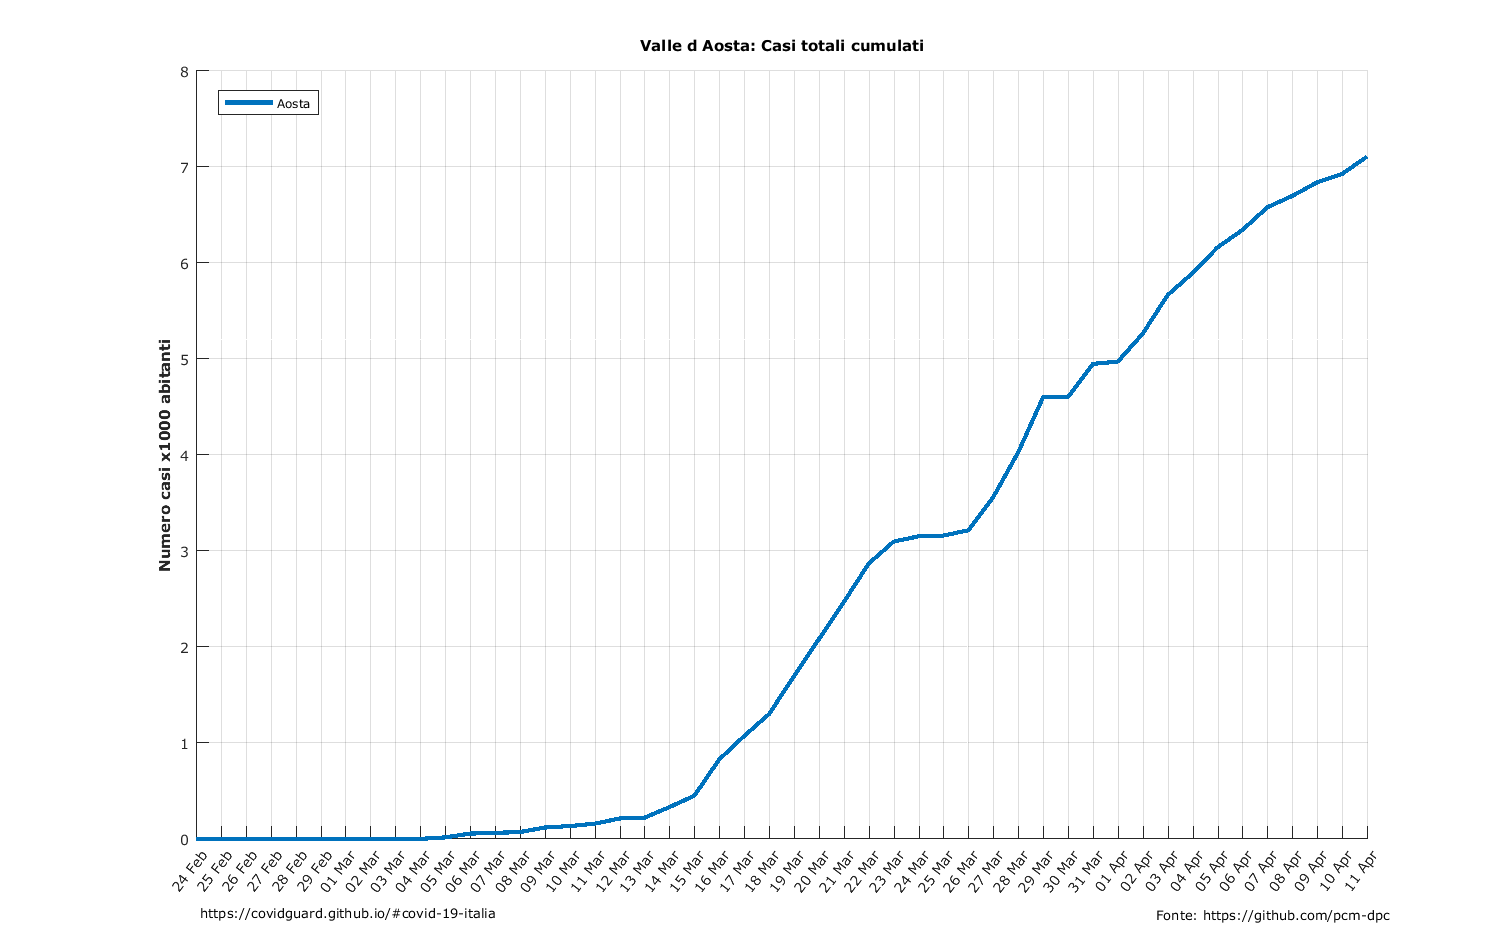 Valle d Aosta: Casi totali cumulati
Aosta
Numero casi x1000 abitanti
8
7
6
5
4
3
2
1
0
24 Feb
25 Feb
26 Feb
27 Feb
28 Feb
29 Feb
01 Mar
02 Mar
03 Mar
04 Mar
05 Mar
06 Mar
07 Mar
08 Mar
09 Mar
10 Mar
11 Mar
12 Mar
13 Mar
14 Mar
15 Mar
16 Mar
17 Mar
18 Mar
19 Mar
20 Mar
21 Mar
22 Mar
23 Mar
24 Mar
25 Mar
26 Mar
27 Mar
28 Mar
29 Mar
30 Mar
31 Mar
01 Apr
02 Apr
03 Apr
04 Apr
05 Apr
06 Apr
07 Apr
08 Apr
09 Apr
10 Apr
11 Apr
https://covidguard.github.io/#covid-19-italia
Fonte: https://github.com/pcm-dpc